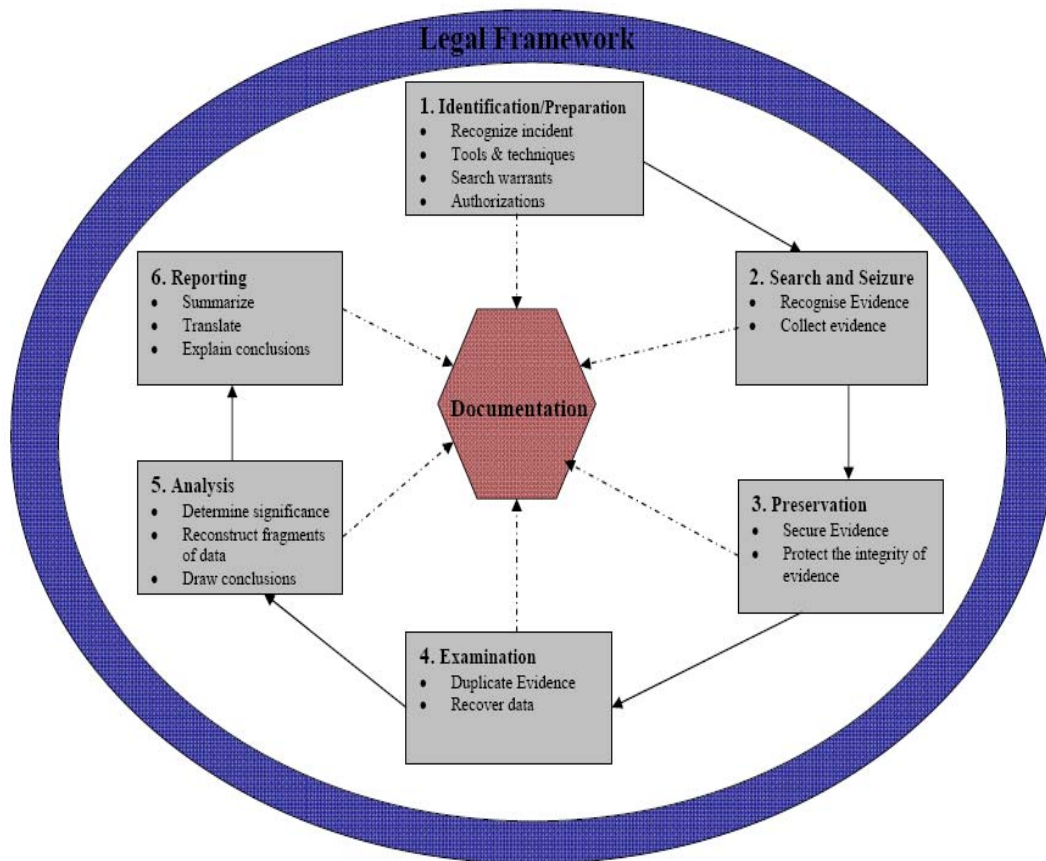 Legal Framework
1. Identification/Preparation
• Recognize incident
• Tools & techniques
• Search warrants
• Authorizations
2. Search and Seizure
• Recognise Evidence
• Collect evidence
3. Preservation
• Secure Evidence
• Protect the integrity of
evidence
4. Examination
• Duplicate Evidence
• Recover data
5. Analysis
• Determine significance
• Reconstruct fragments
of data
• Draw conclusions
6. Reporting
• Summarize
• Translate
• Explain conclusions
Documentation